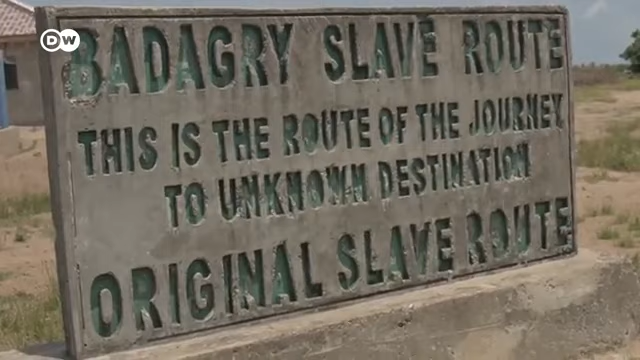 DW
BADAGRY SLAVE ROUTE
THIS IS THE ROUTE OF THE JOURNEY
TO UNKNOWN DESTINATION
ORIGINAL SLAVE ROUTE